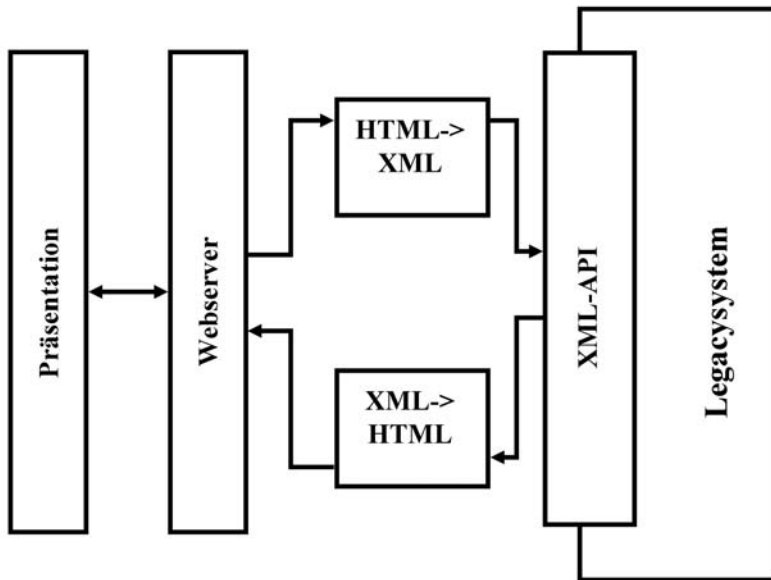 Präsentation
Webserver
HTML->
XML
XML->
HTML
XML-API
Legacysystem